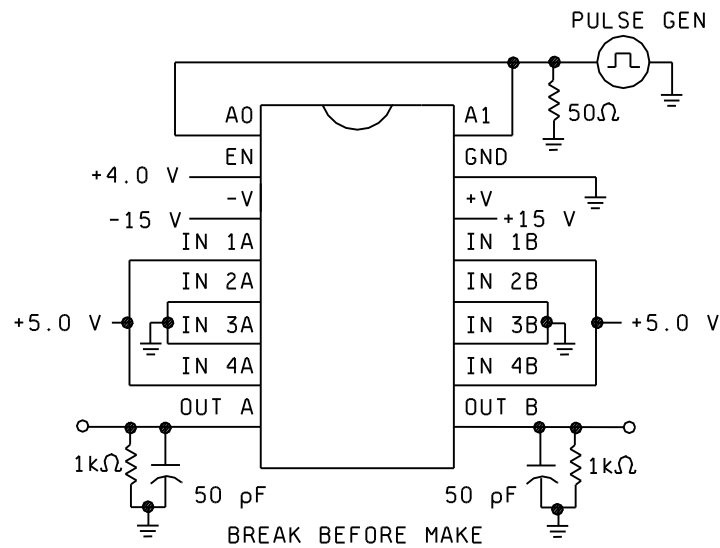 PULSE GEN
50Ω
A0
A1
EN
GND
+4.0 V
-V
+V
-15 V
+15 V
IN 1A
IN 1B
IN 2A
IN 2B
+5.0 V
IN 3A
IN 3B
+5.0 V
IN 4A
IN 4B
OUT A
OUT B
1kΩ
50 pF
50 pF
1kΩ
BREAK BEFORE MAKE